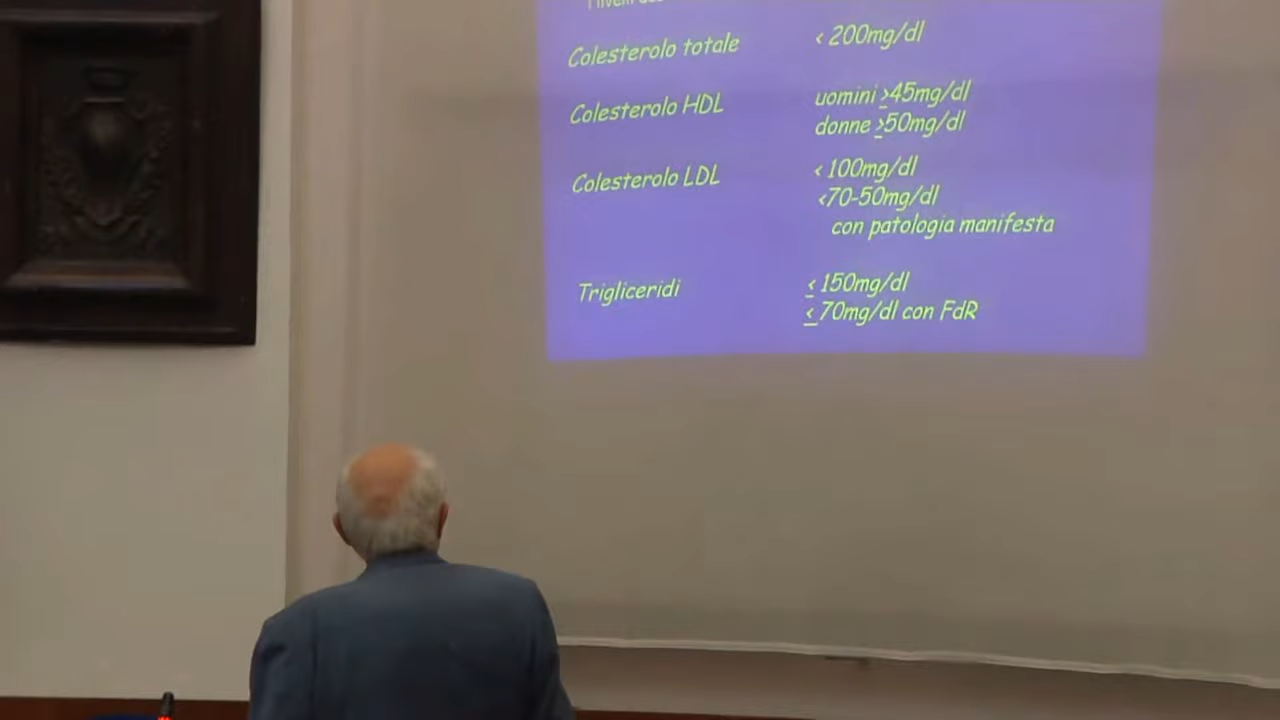 I livelli
Colesterolo totale < 200mg/dl
Colesterolo HDL uomini ≥45mg/dl
donne ≥50mg/dl
Colesterolo LDL < 100mg/dl
<70-50mg/dl
con patologia manifesta
Trigliceridi ≤ 150mg/dl
≤ 70mg/dl con FdR